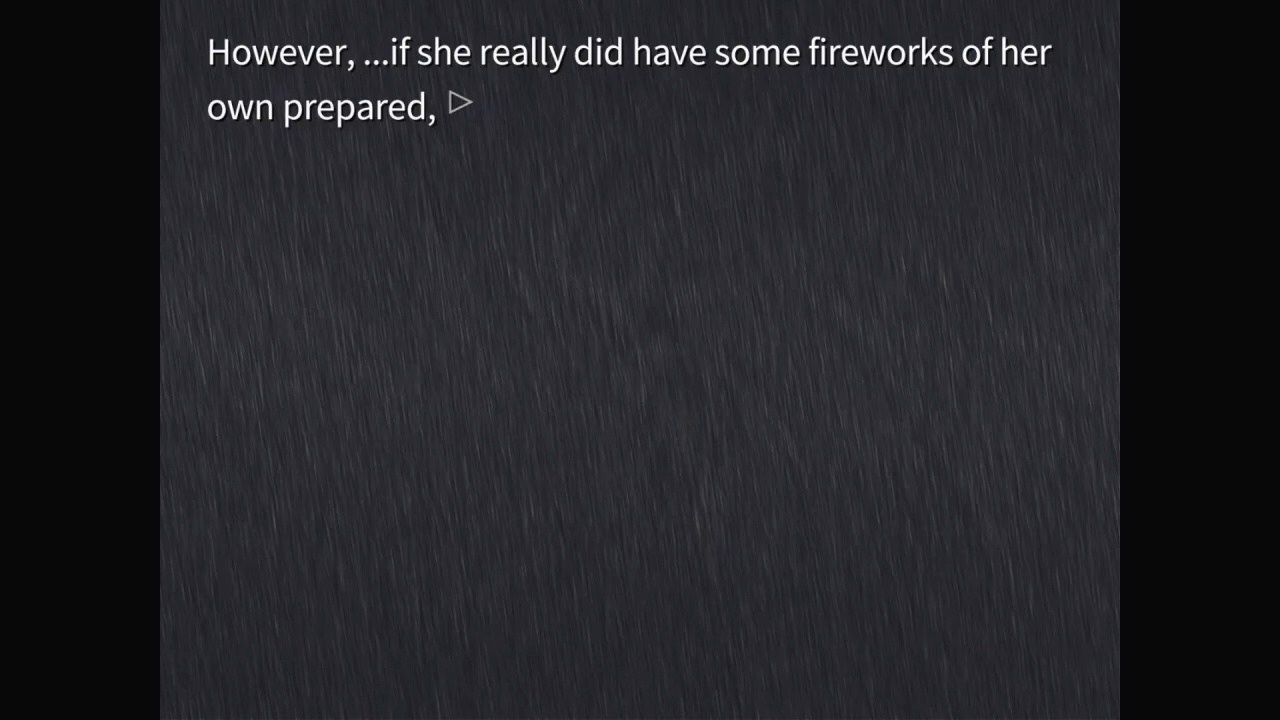 However, ...if she really did have some fireworks of her
own prepared,